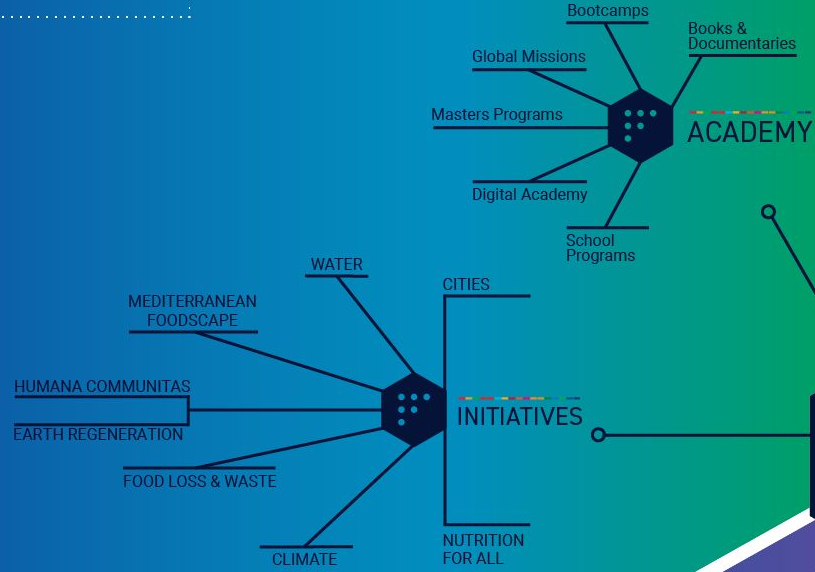 Bootcamps
Books &
Documentaries
Global Missions
Masters Programs
ACADEMY
Digital Academy
School
Programs
WATER
CITIES
MEDITERRANEAN
FOODSCAPE
HUMANA COMMUNITAS
INITIATIVES
EARTH REGENERATION
FOOD LOSS & WASTE
NUTRITION
FOR ALL
CLIMATE